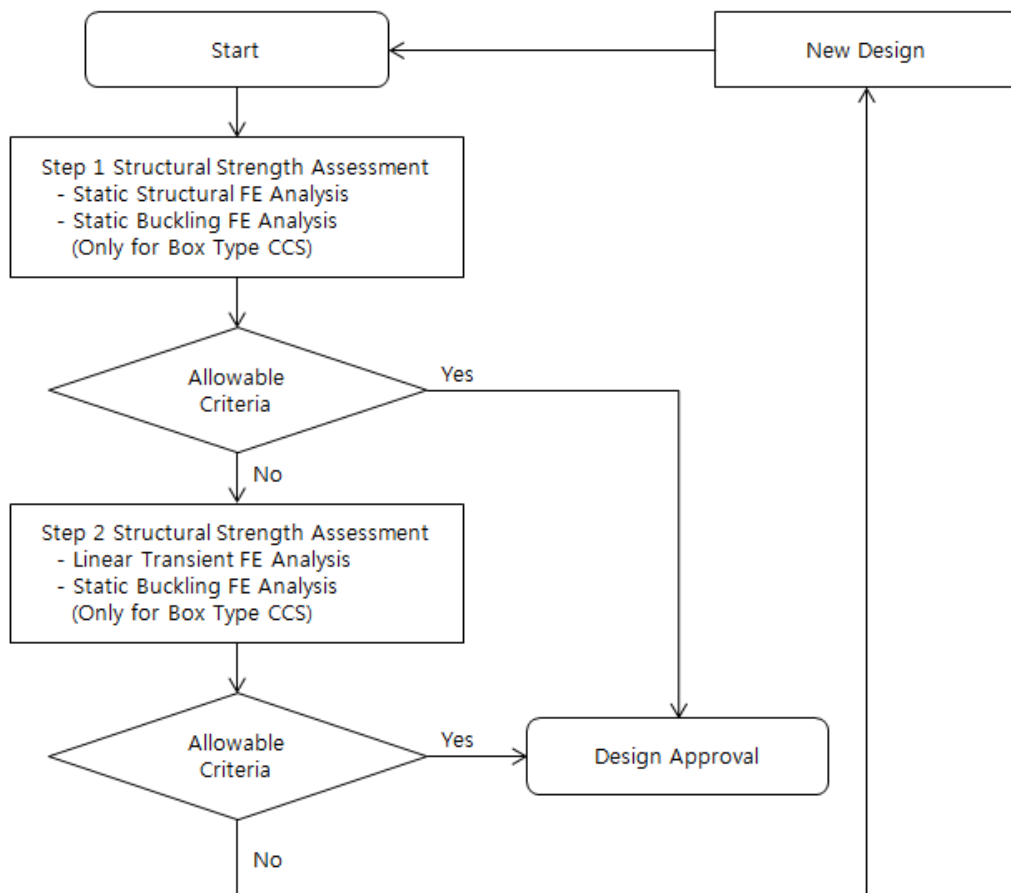 Start
New Design
Step 1 Structural Strength Assessment
- Static Structural FE Analysis
- Static Buckling FE Analysis
(Only for Box Type CCS)
Allowable
Criteria
Yes
No
Step 2 Structural Strength Assessment
- Linear Transient FE Analysis
- Static Buckling FE Analysis
(Only for Box Type CCS)
Allowable
Criteria
Yes
Design Approval
No